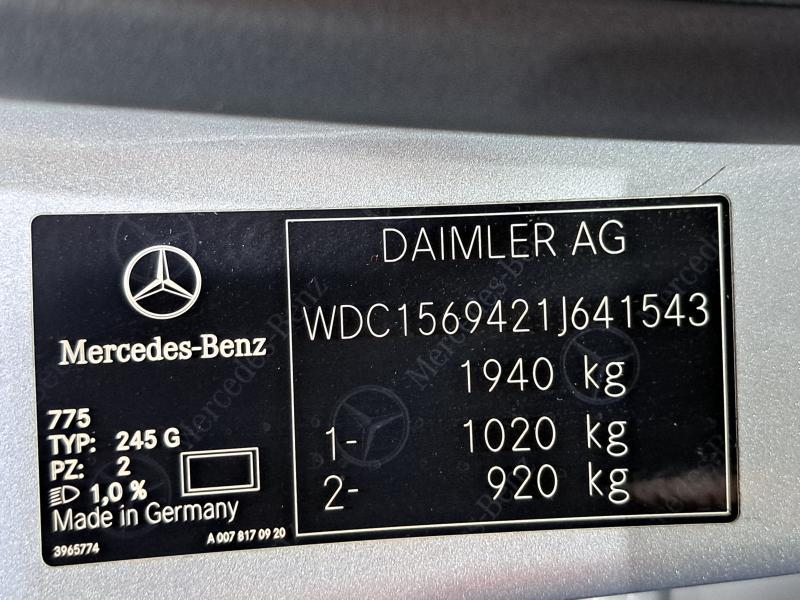 Mercedes-Benz
775
TYP: 245 G
PZ: 2
1,0 %
Made in Germany
3965774
A 007 817 09 20
DAIMLER AG
WDC1569421J641543
1940 kg
1- 1020 kg
2- 920 kg